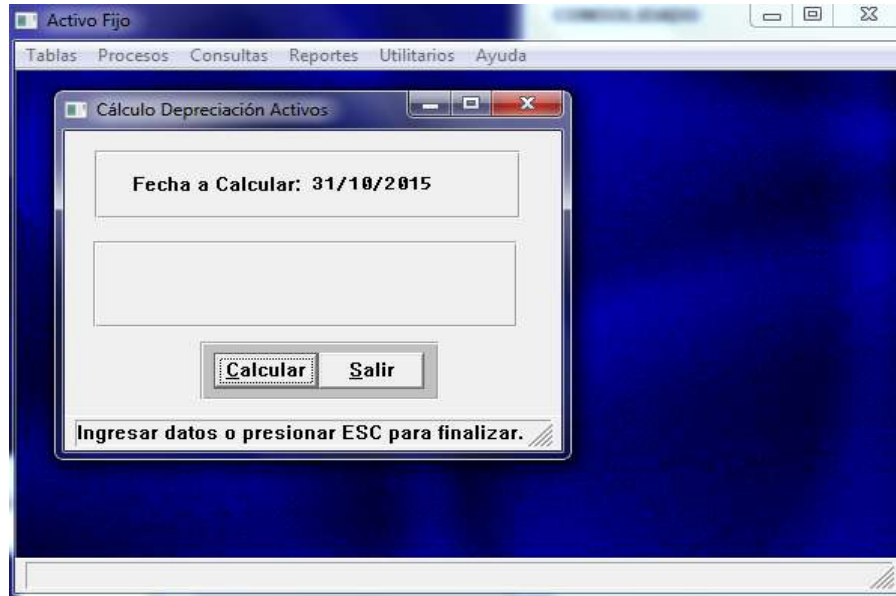 Activo Fijo
Tablas Procesos Consultas Reportes Utilitarios Ayuda
Cálculo Depreciación Activos
Fecha a Calcular: 31/10/2015
Calcular Salir
Ingresar datos o presionar ESC para finalizar.